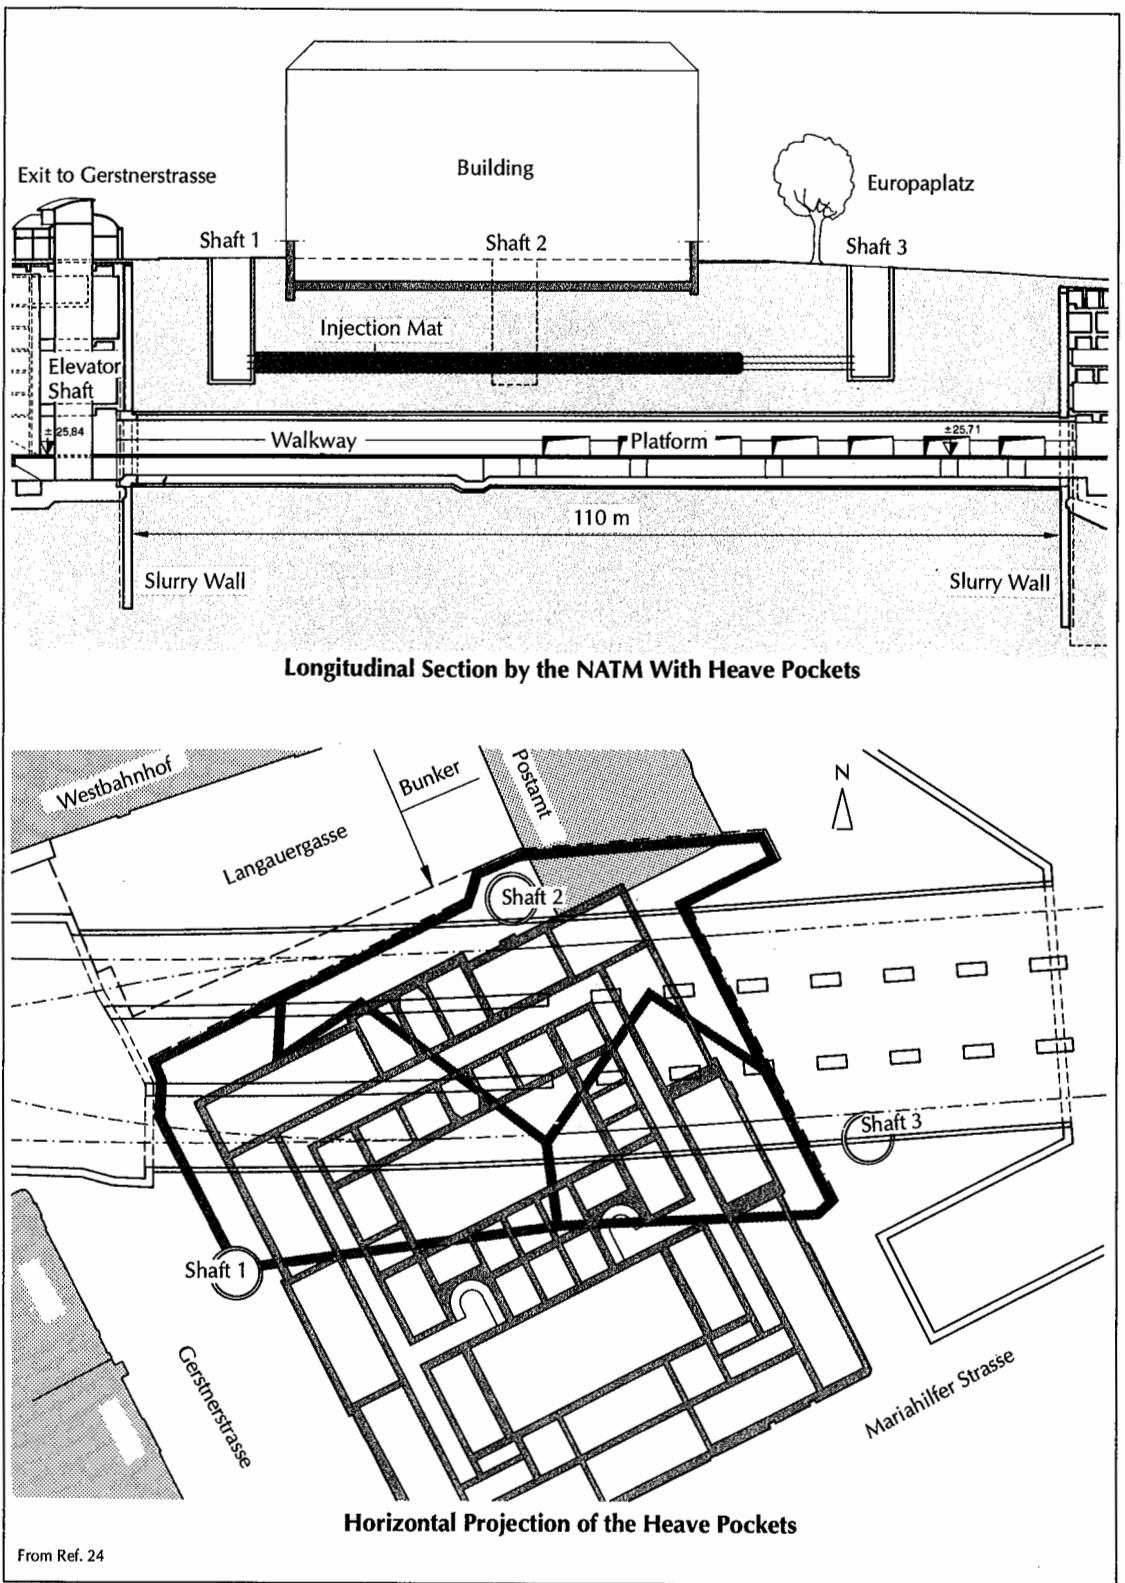 Building
Exit to Gerstnerstrasse
Europaplatz
Shaft 1
Shaft 2
Shaft 3
Injection Mat
Elevator
Shaft
± 25,84
Walkway
Platform
±25,71
110 m
Slurry Wall
Slurry Wall
Longitudinal Section by the NATM With Heave Pockets
Westbahnhof
Bunker
Postamt
N
Langauergasse
Shaft 2
Shaft 3
Shaft 1
Gerstnerstrasse
Mariahilfer Strasse
Horizontal Projection of the Heave Pockets
From Ref. 24